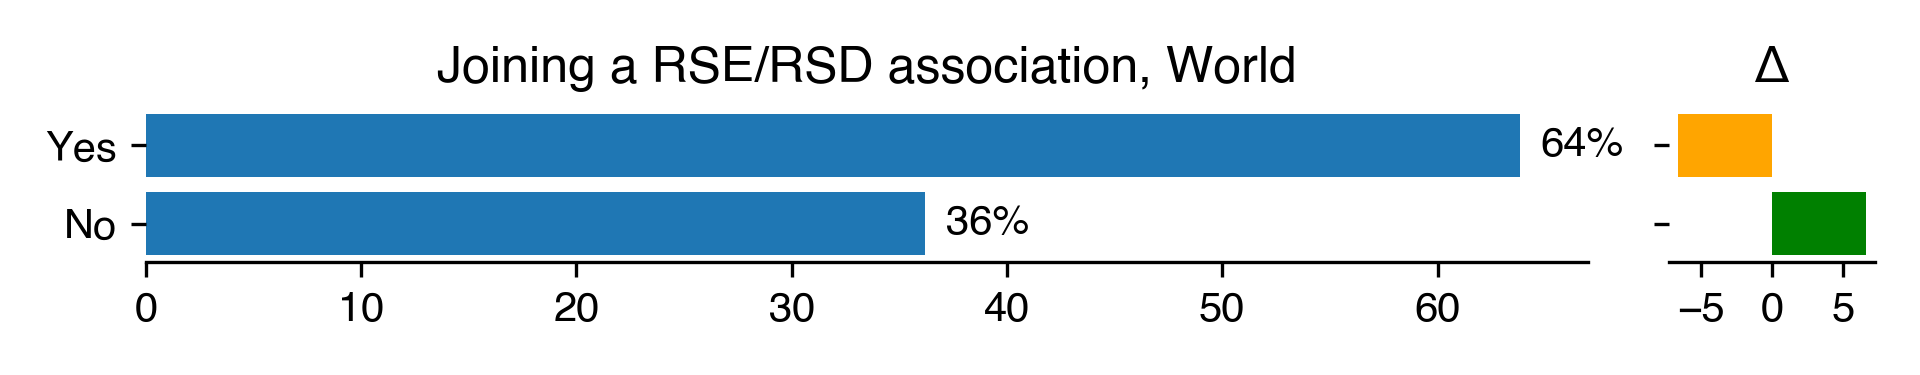 Joining a RSE/RSD association, World
Δ
Yes
64%
No
36%
0 10 20 30 40 50 60
−5 0 5